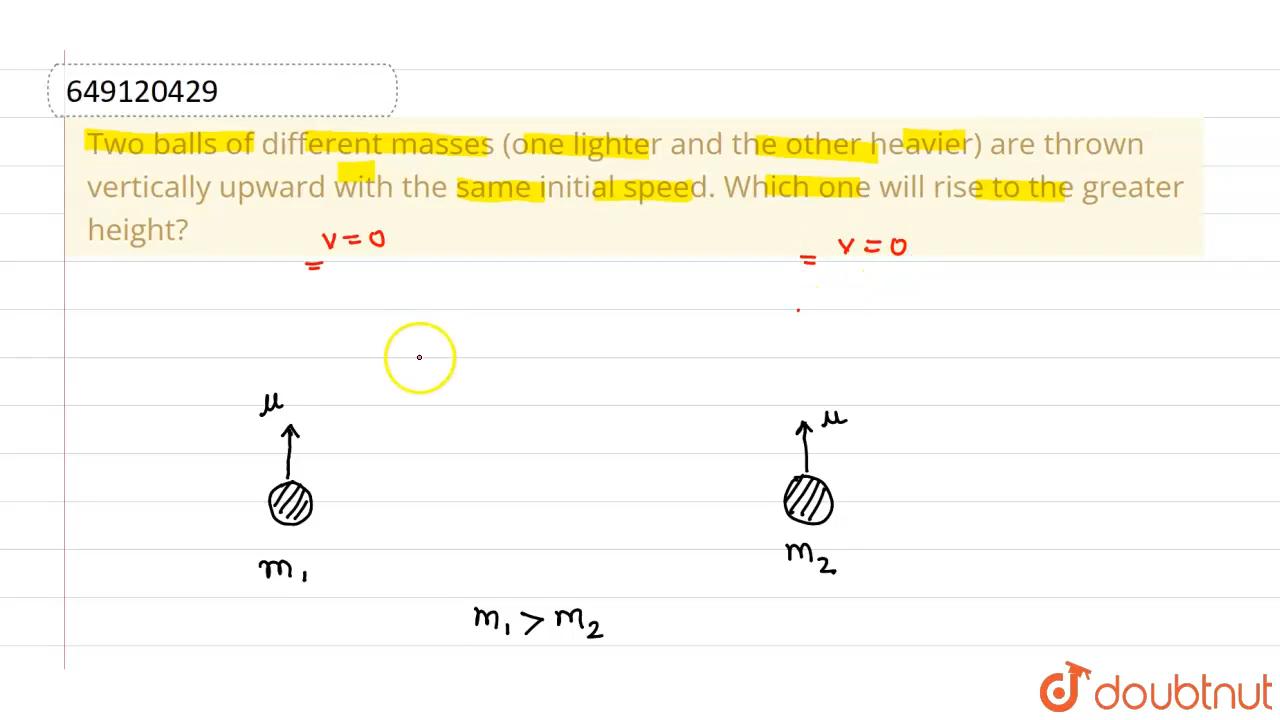 649120429
Two balls of different masses (one lighter and the other heavier) are thrown
vertically upward with the same initial speed. Which one will rise to the greater
height?
v = 0
= v = 0
=
u
u
m1
m2
m1 > m2
doubtnut